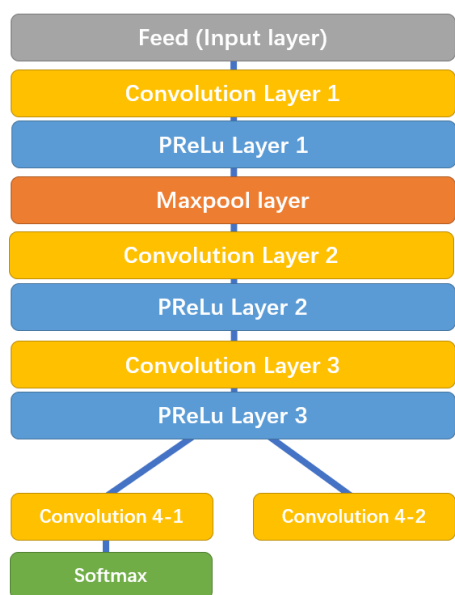 Feed (Input layer)
Convolution Layer 1
PReLu Layer 1
Maxpool layer
Convolution Layer 2
PReLu Layer 2
Convolution Layer 3
PReLu Layer 3
Convolution 4-1
Convolution 4-2
Softmax